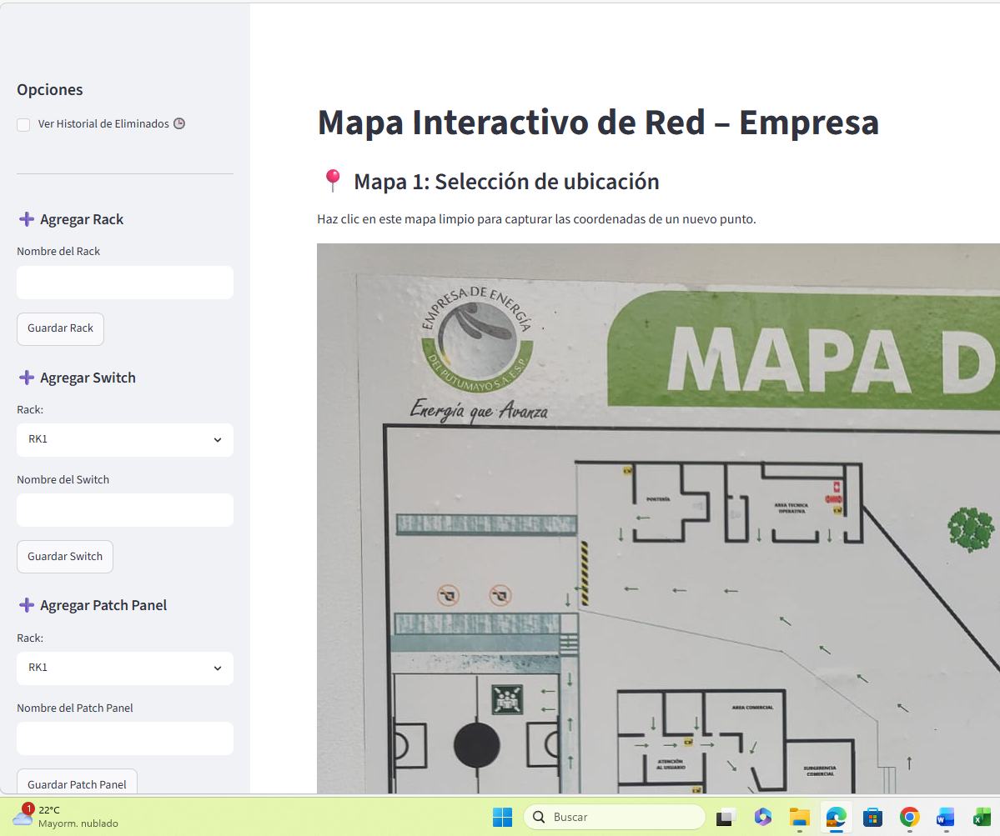 Opciones
Ver Historial de Eliminados
Agregar Rack
Nombre del Rack
Guardar Rack
Agregar Switch
Rack:
RK1
Nombre del Switch
Guardar Switch
Agregar Patch Panel
Rack:
RK1
Nombre del Patch Panel
Guardar Patch Panel
Mapa Interactivo de Red – Empresa
Mapa 1: Selección de ubicación
Haz clic en este mapa limpio para capturar las coordenadas de un nuevo punto.
EMPRESA DE ENERGÍA
DEL PUTUMAYO S.A. E.S.P.
Energía que Avanza
MAPA D
PORTERÍA
AREA TECNICA
OPERATIVA
AREA COMERCIAL
ATENCIÓN
AL USUARIO
SUBGERENCIA
COMERCIAL
1
22°C
Mayorm. nublado
Buscar